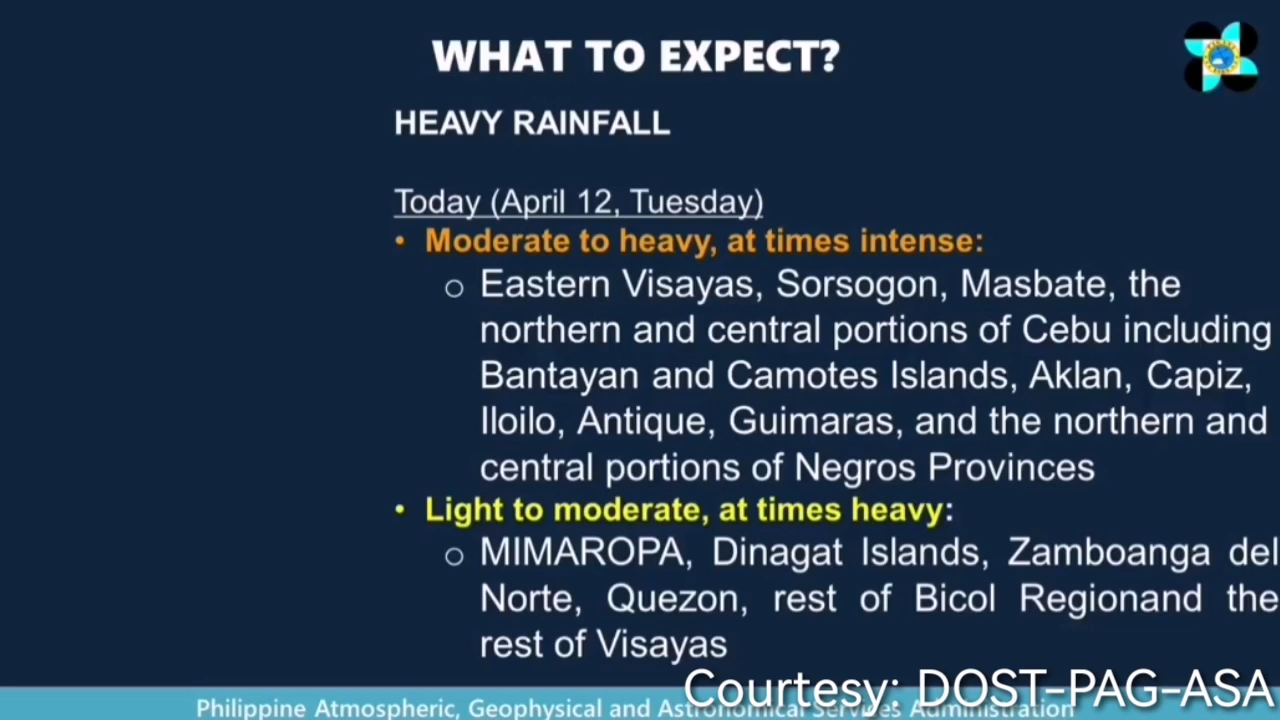 WHAT TO EXPECT?
HEAVY RAINFALL
Today (April 12, Tuesday)
• Moderate to heavy, at times intense:
o Eastern Visayas, Sorsogon, Masbate, the
northern and central portions of Cebu including
Bantayan and Camotes Islands, Aklan, Capiz,
Iloilo, Antique, Guimaras, and the northern and
central portions of Negros Provinces
• Light to moderate, at times heavy:
o MIMAROPA, Dinagat Islands, Zamboanga del
Norte, Quezon, rest of Bicol Regionand the
rest of Visayas
Courtesy: DOST-PAG-ASA
Philippine Atmospheric, Geophysical and Astronomical Services Administration